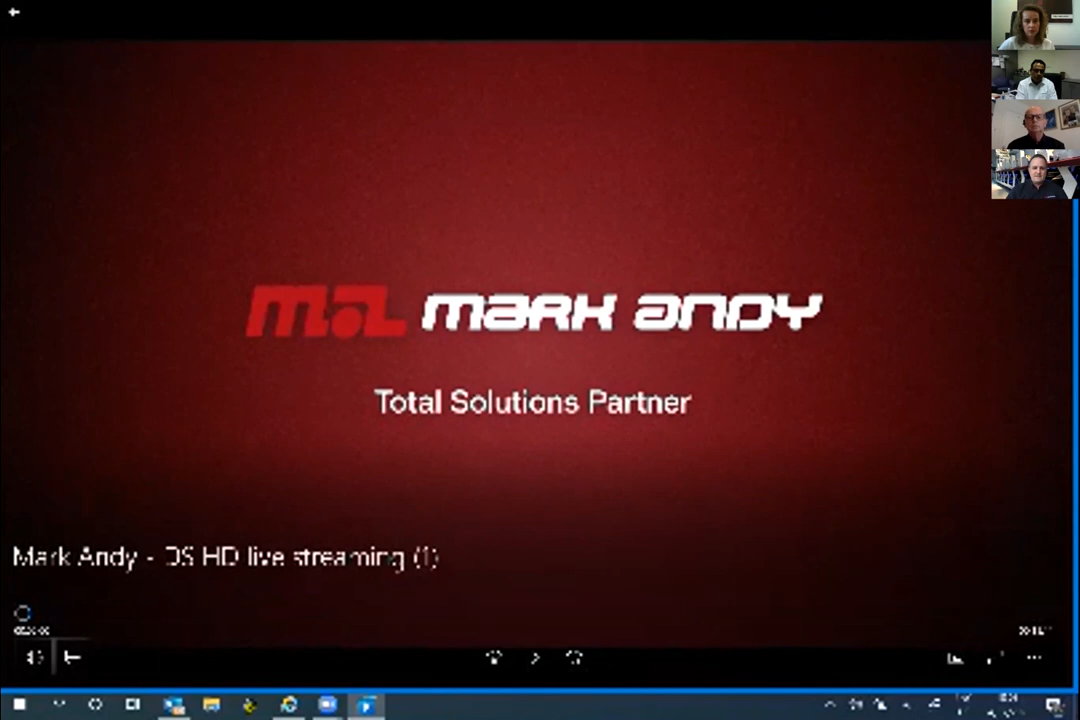 mark andy
Total Solutions Partner
Mark Andy - DS HD live streaming (1)